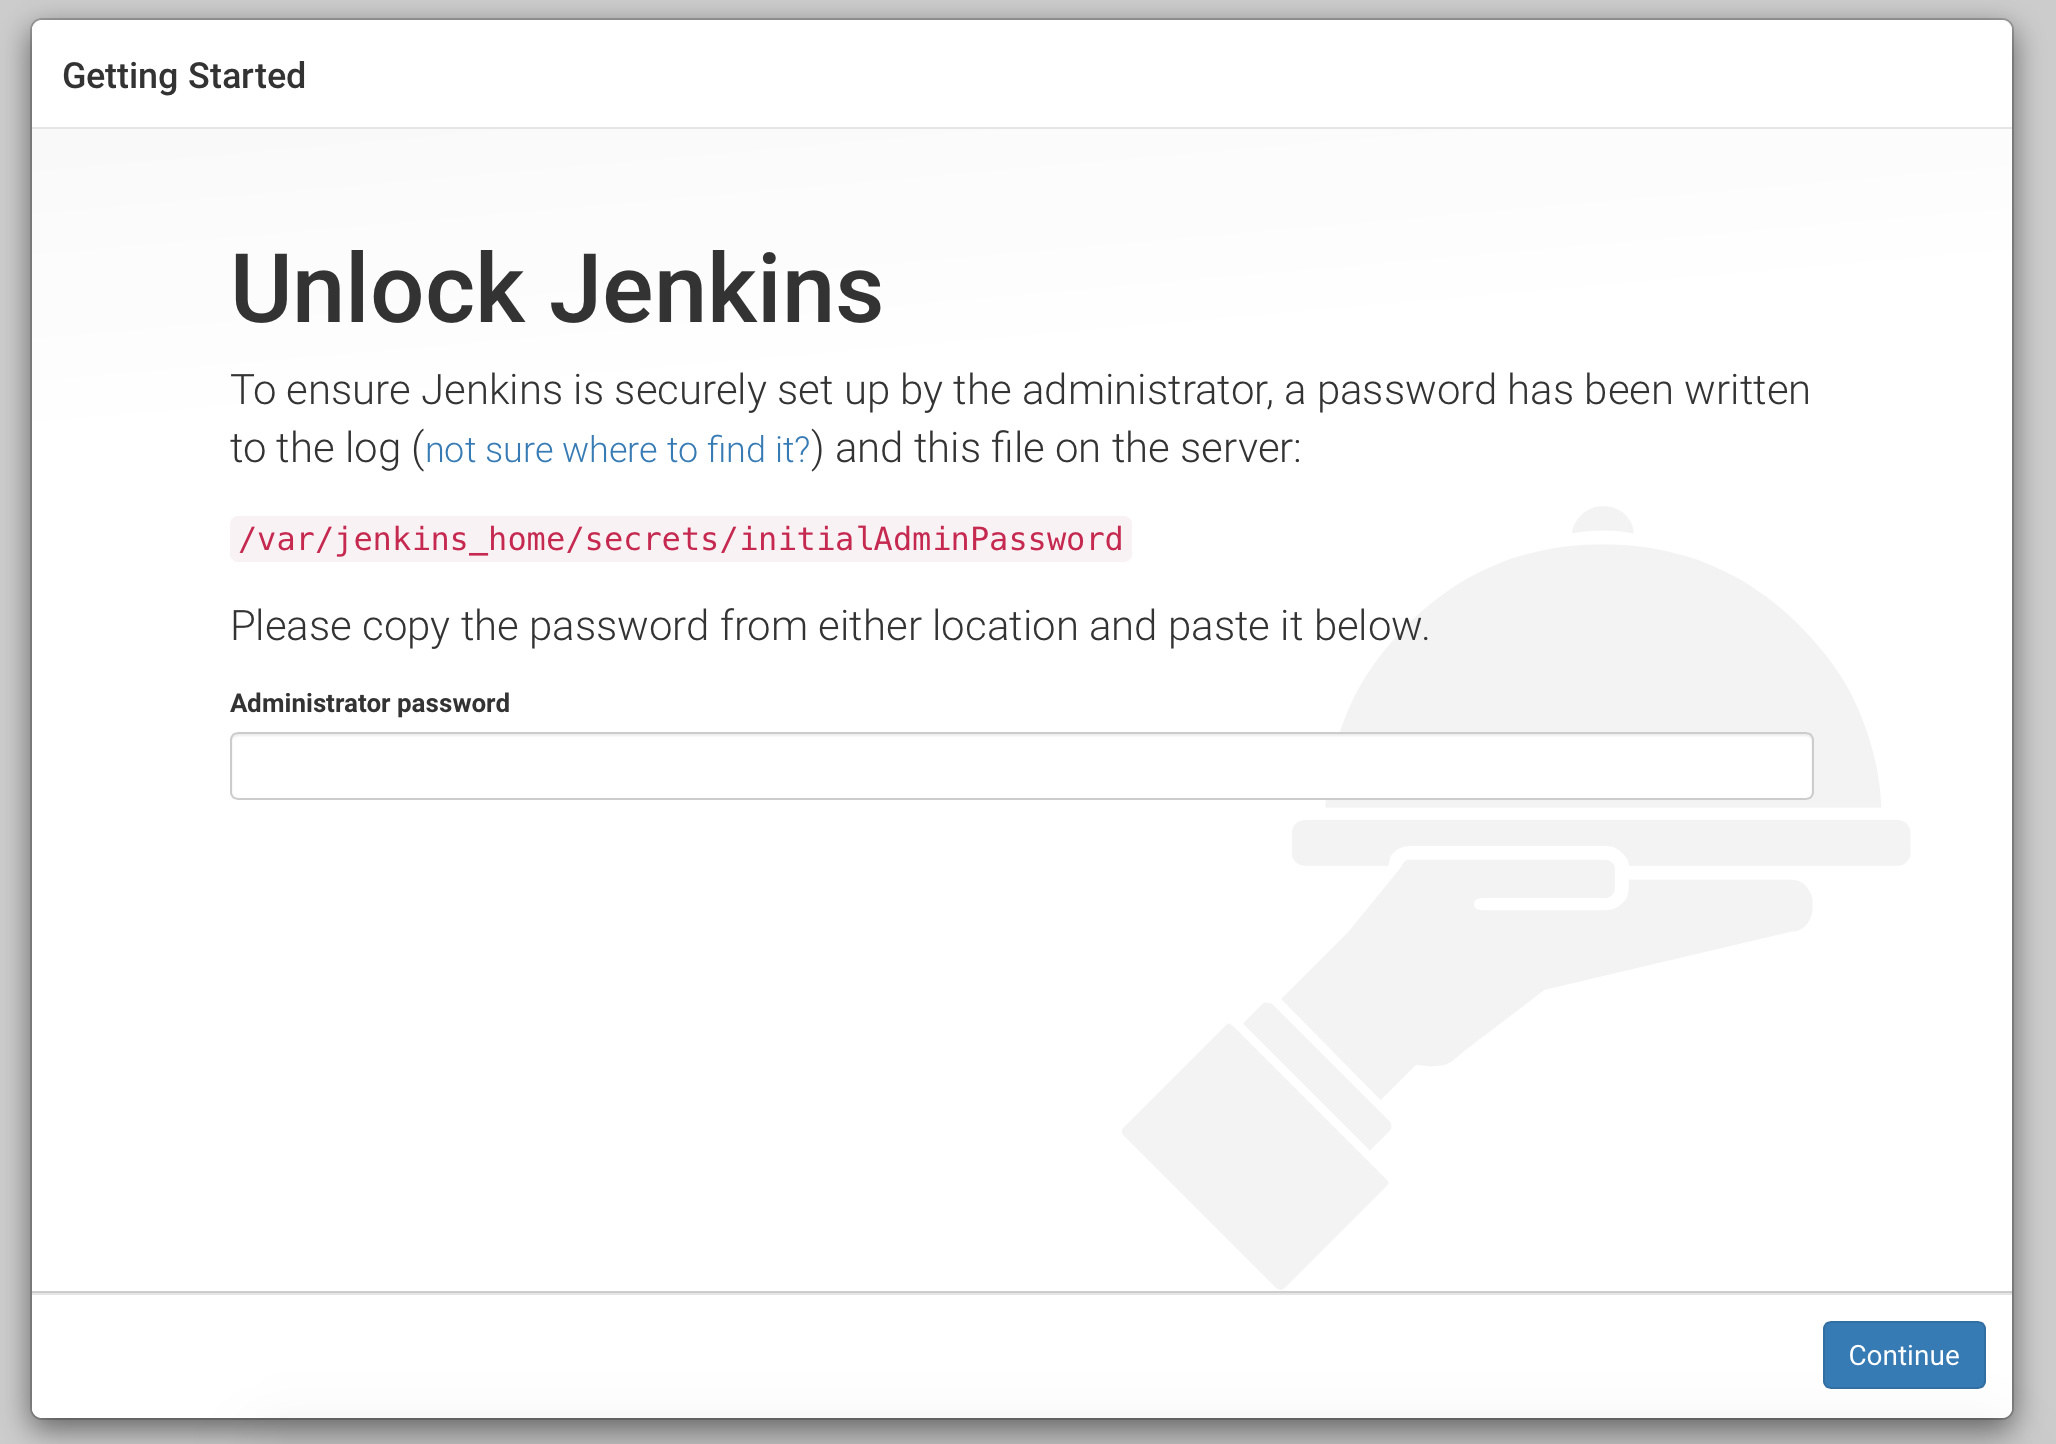 Getting Started
Unlock Jenkins
To ensure Jenkins is securely set up by the administrator, a password has been written
to the log (not sure where to find it?) and this file on the server:
/var/jenkins_home/secrets/initialAdminPassword
Please copy the password from either location and paste it below.
Administrator password
Continue